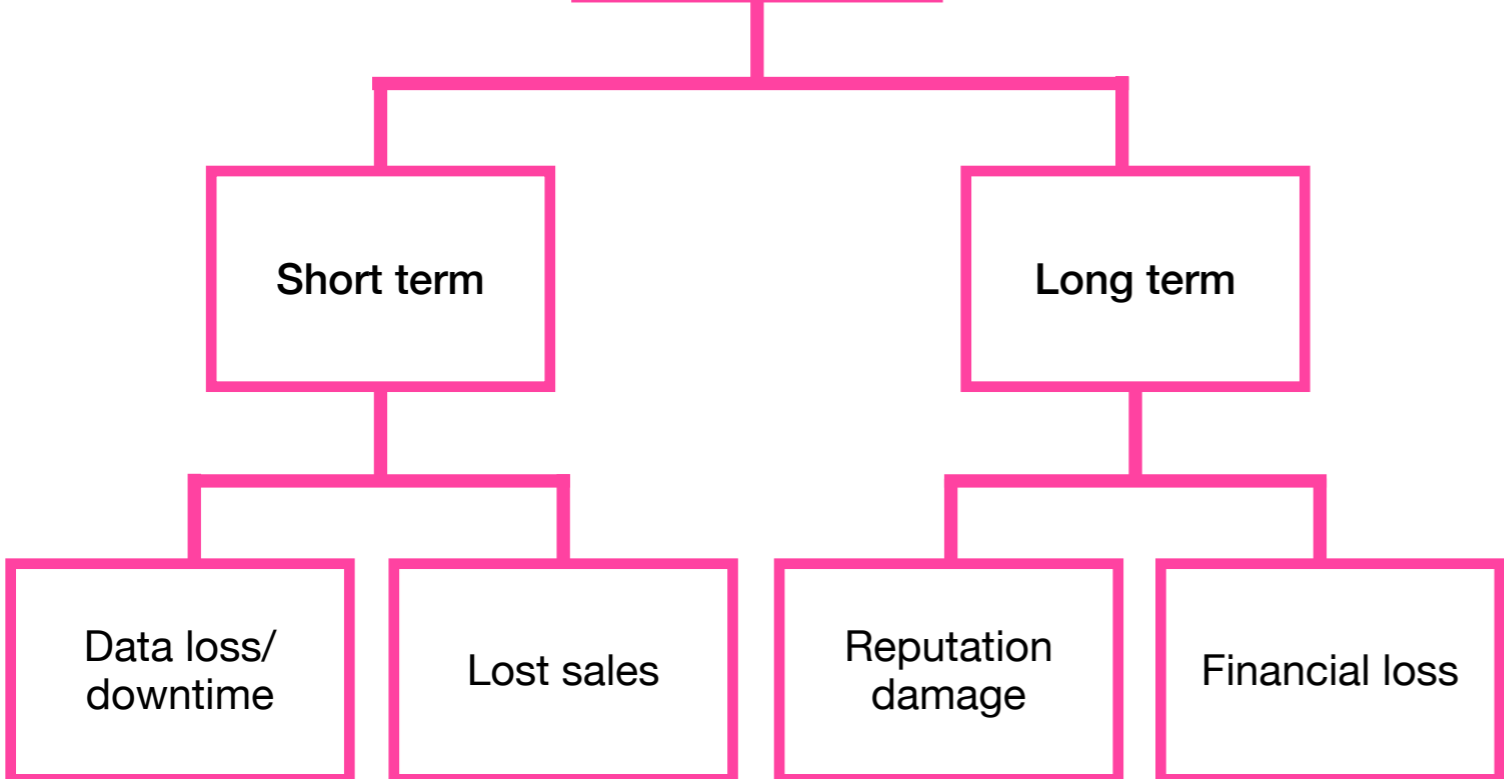 Short term
Long term
Data loss/
downtime
Lost sales
Reputation
damage
Financial loss